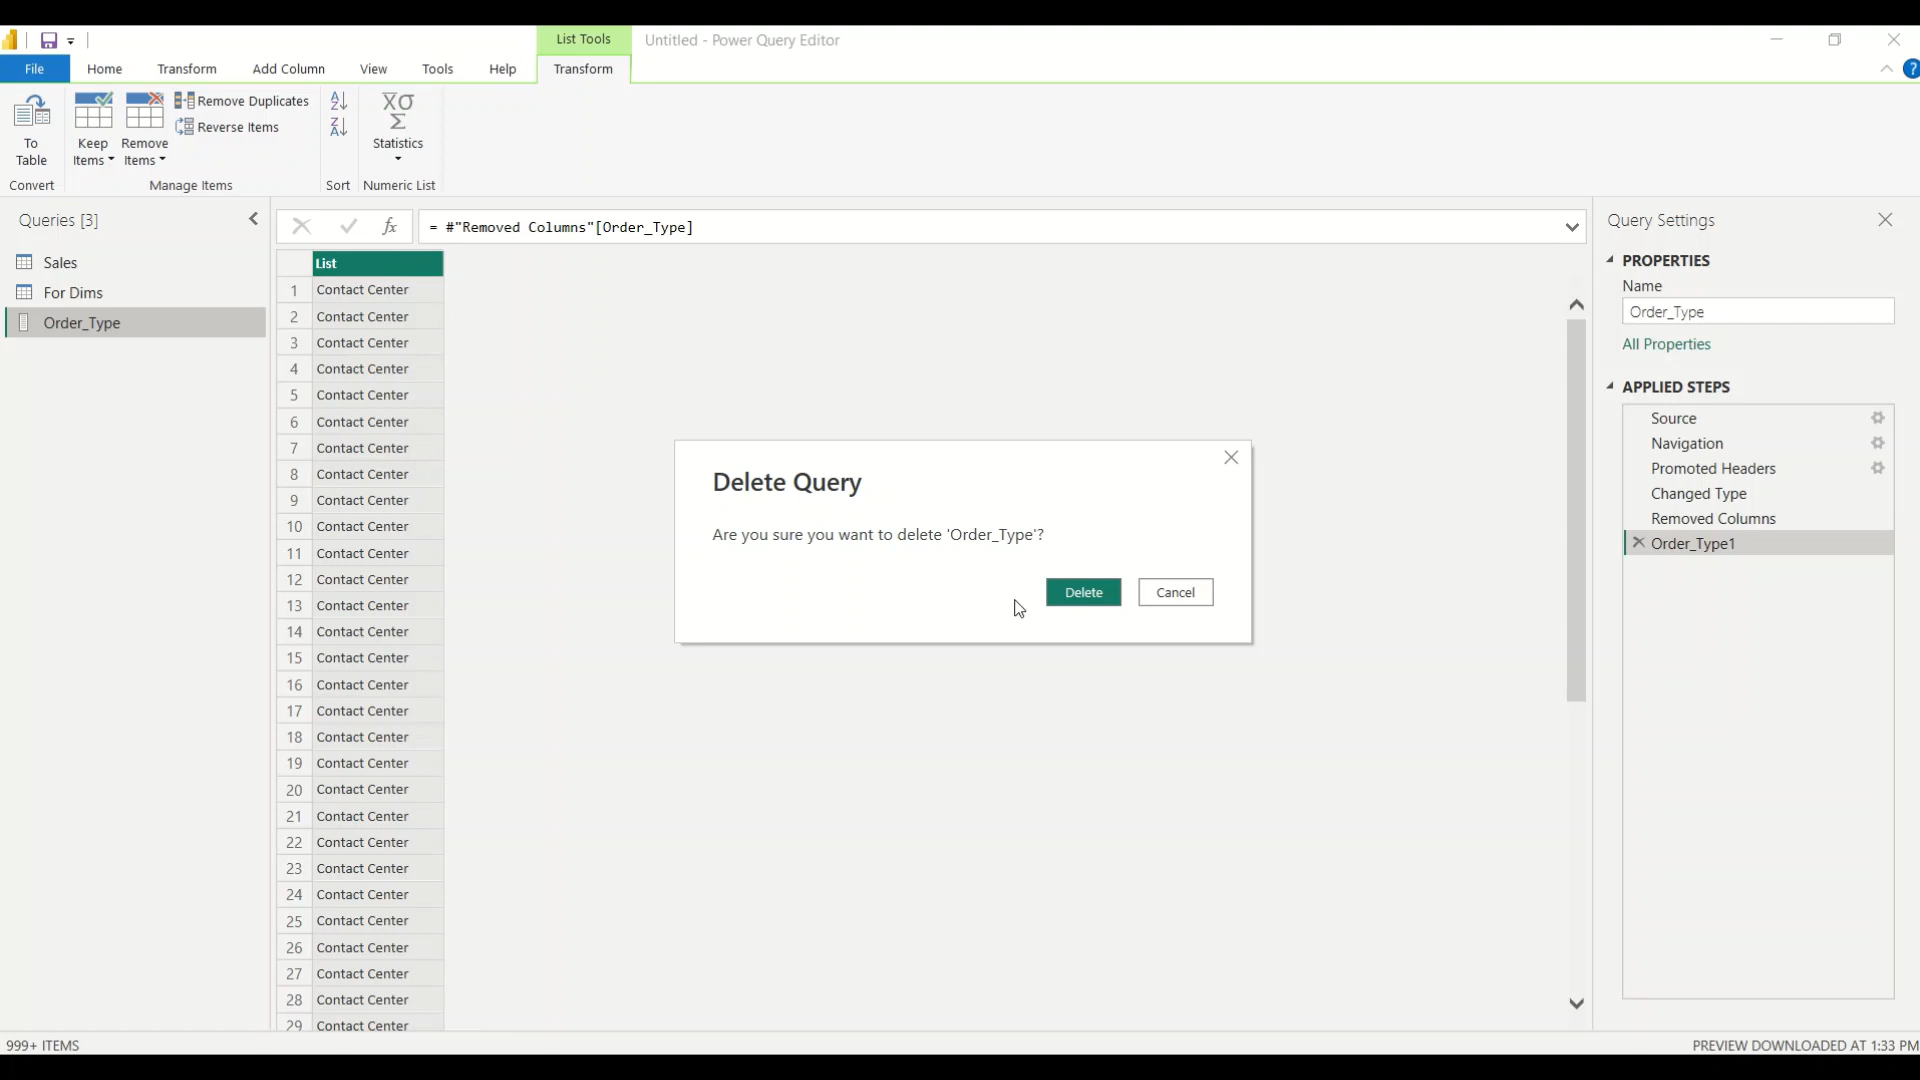 List Tools
Untitled - Power Query Editor
File
Home
Transform
Add Column
View
Tools
Help
Transform
?
To Table
Keep Items
Remove Items
Remove Duplicates
Reverse Items
A Z
Z A
X̅σ
Σ
Statistics
Convert
Manage Items
Sort
Numeric List
Queries [3]
Sales
For Dims
Order_Type
fx
= #"Removed Columns"[Order_Type]
List
1 Contact Center
2 Contact Center
3 Contact Center
4 Contact Center
5 Contact Center
6 Contact Center
7 Contact Center
8 Contact Center
9 Contact Center
10 Contact Center
11 Contact Center
12 Contact Center
13 Contact Center
14 Contact Center
15 Contact Center
16 Contact Center
17 Contact Center
18 Contact Center
19 Contact Center
20 Contact Center
21 Contact Center
22 Contact Center
23 Contact Center
24 Contact Center
25 Contact Center
26 Contact Center
27 Contact Center
28 Contact Center
29 Contact Center
Delete Query
Are you sure you want to delete 'Order_Type'?
Delete
Cancel
Query Settings
PROPERTIES
Name
Order_Type
All Properties
APPLIED STEPS
Source
Navigation
Promoted Headers
Changed Type
Removed Columns
Order_Type1
999+ ITEMS
PREVIEW DOWNLOADED AT 1:33 PM